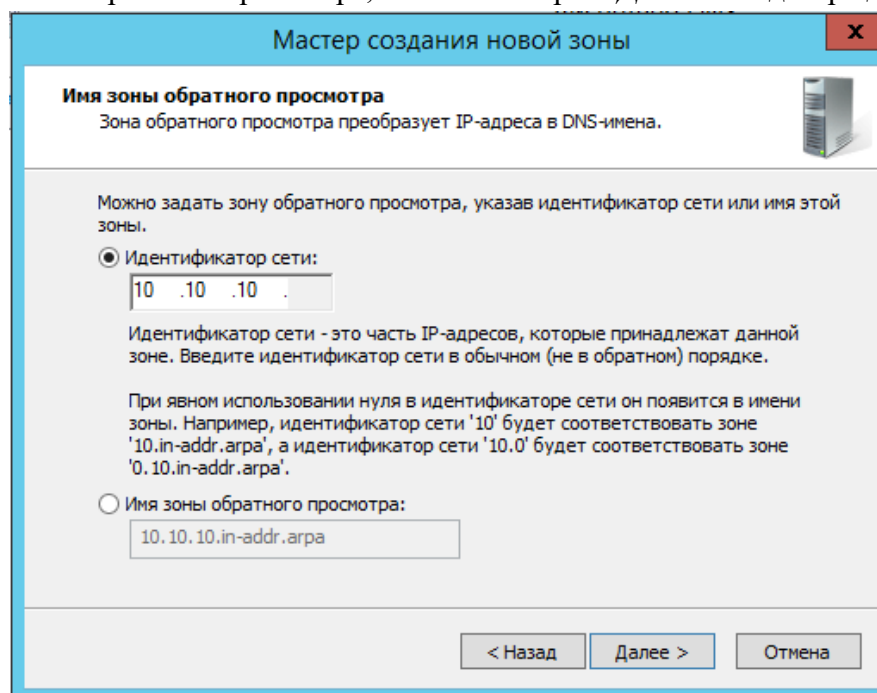 Мастер создания новой зоны
x
Имя зоны обратного просмотра
Зона обратного просмотра преобразует IP-адреса в DNS-имена.
Можно задать зону обратного просмотра, указав идентификатор сети или имя этой
зоны.
Идентификатор сети:
10 .10 .10 .
Идентификатор сети - это часть IP-адресов, которые принадлежат данной
зоне. Введите идентификатор сети в обычном (не в обратном) порядке.
При явном использовании нуля в идентификаторе сети он появится в имени
зоны. Например, идентификатор сети '10' будет соответствовать зоне
'10.in-addr.arpa', а идентификатор сети '10.0' будет соответствовать зоне
'0.10.in-addr.arpa'.
Имя зоны обратного просмотра:
10.10.10.in-addr.arpa
< Назад
Далее >
Отмена